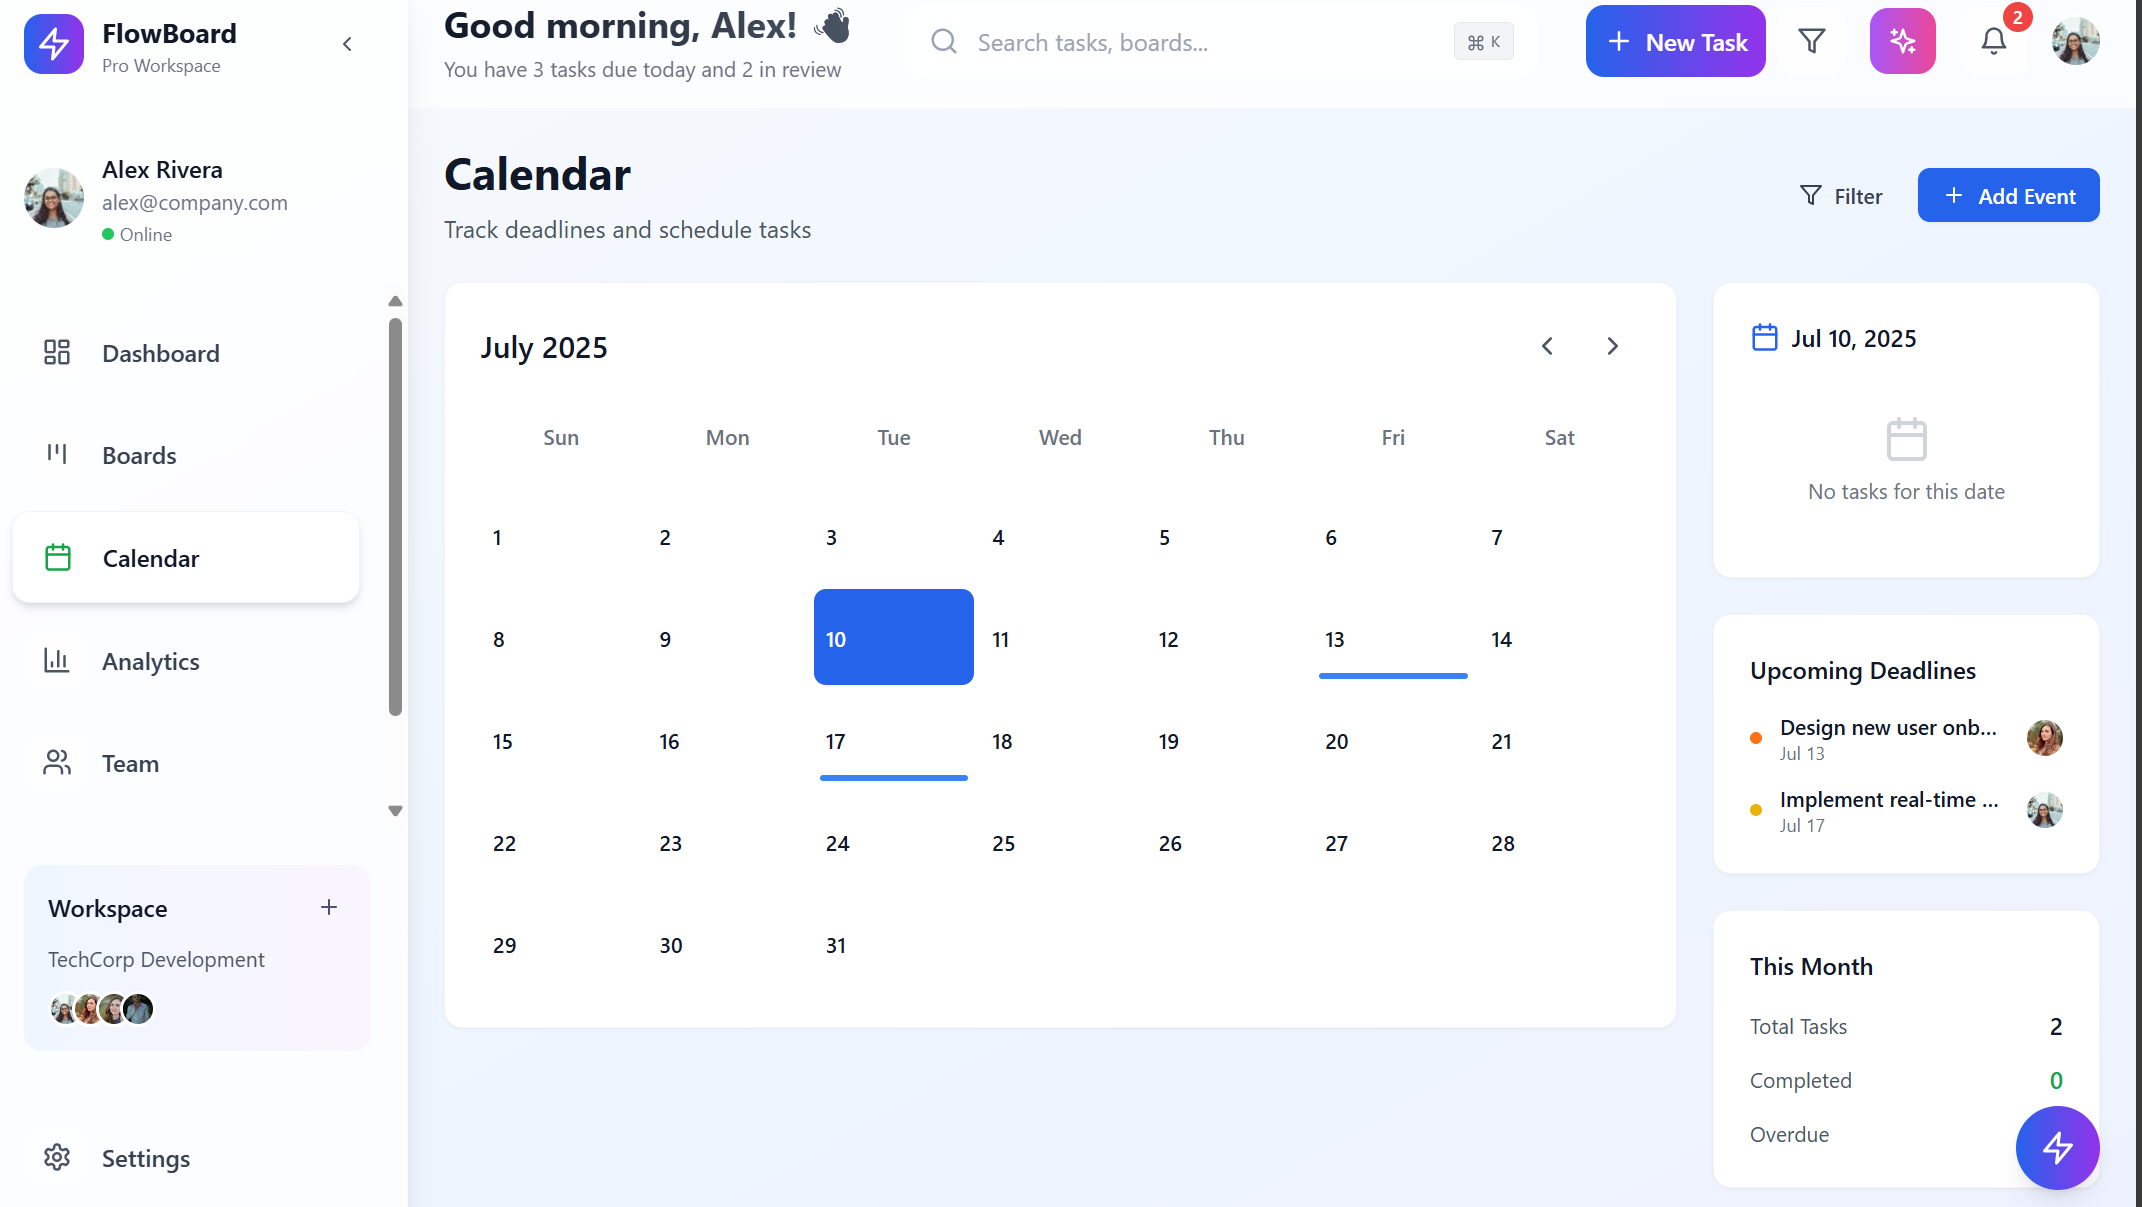 FlowBoard
Pro Workspace
Alex Rivera
alex@company.com
Online
Dashboard
Boards
Calendar
Analytics
Team
Workspace
TechCorp Development
Settings
Good morning, Alex! 👋
You have 3 tasks due today and 2 in review
Search tasks, boards...
⌘ K
New Task
2
Calendar
Track deadlines and schedule tasks
Filter
Add Event
July 2025
Sun Mon Tue Wed Thu Fri Sat
1 2 3 4 5 6 7
8 9 10 11 12 13 14
15 16 17 18 19 20 21
22 23 24 25 26 27 28
29 30 31
Jul 10, 2025
No tasks for this date
Upcoming Deadlines
Design new user onb...
Jul 13
Implement real-time ...
Jul 17
This Month
Total Tasks 2
Completed 0
Overdue